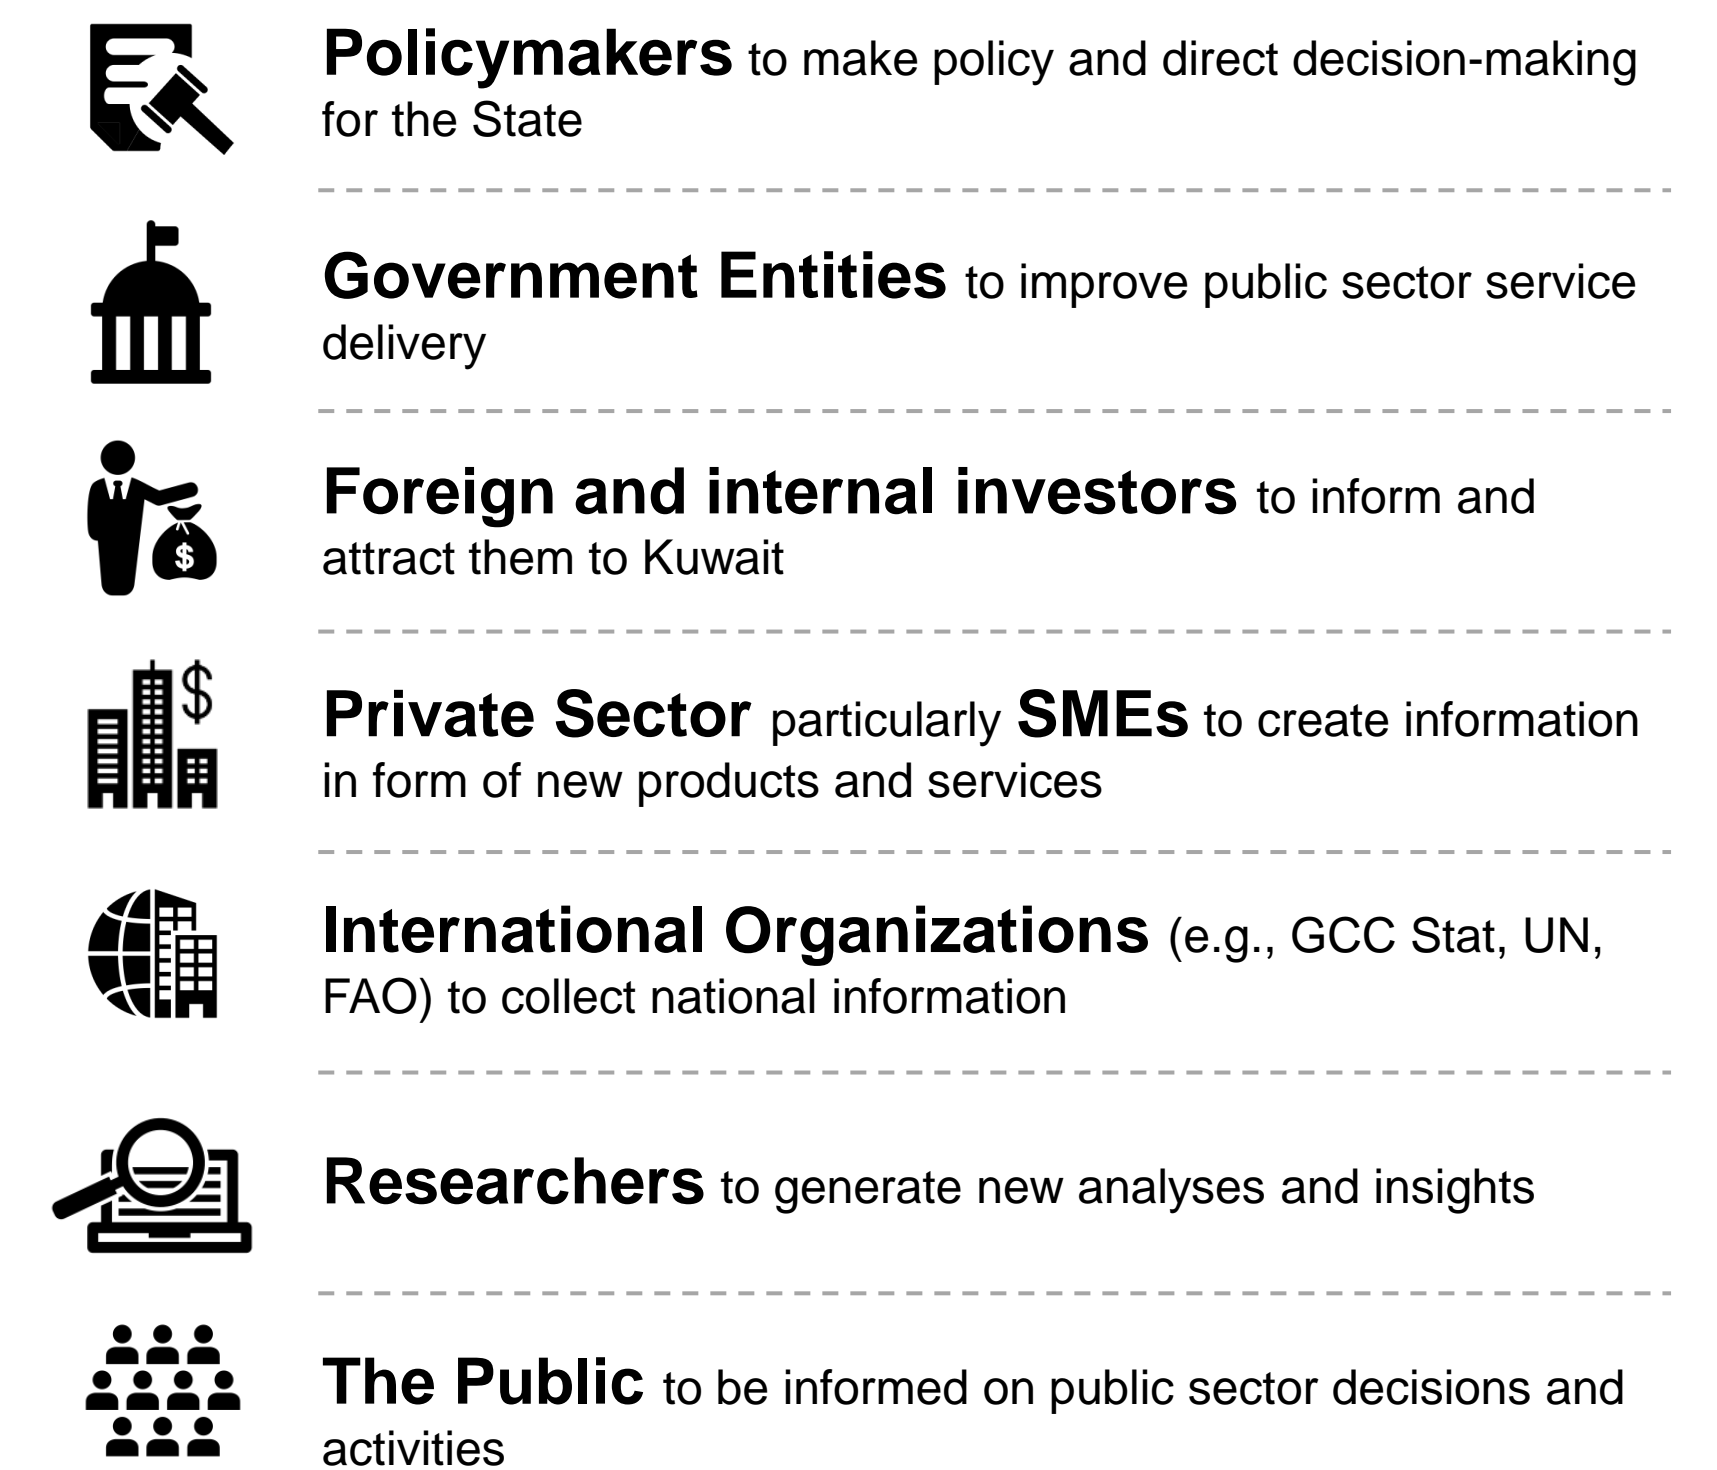 Policymakers to make policy and direct decision-making
for the State
Government Entities to improve public sector service
delivery
Foreign and internal investors to inform and
attract them to Kuwait
$
$
Private Sector particularly SMEs to create information
in form of new products and services
International Organizations (e.g., GCC Stat, UN,
FAO) to collect national information
Researchers to generate new analyses and insights
The Public to be informed on public sector decisions and
activities